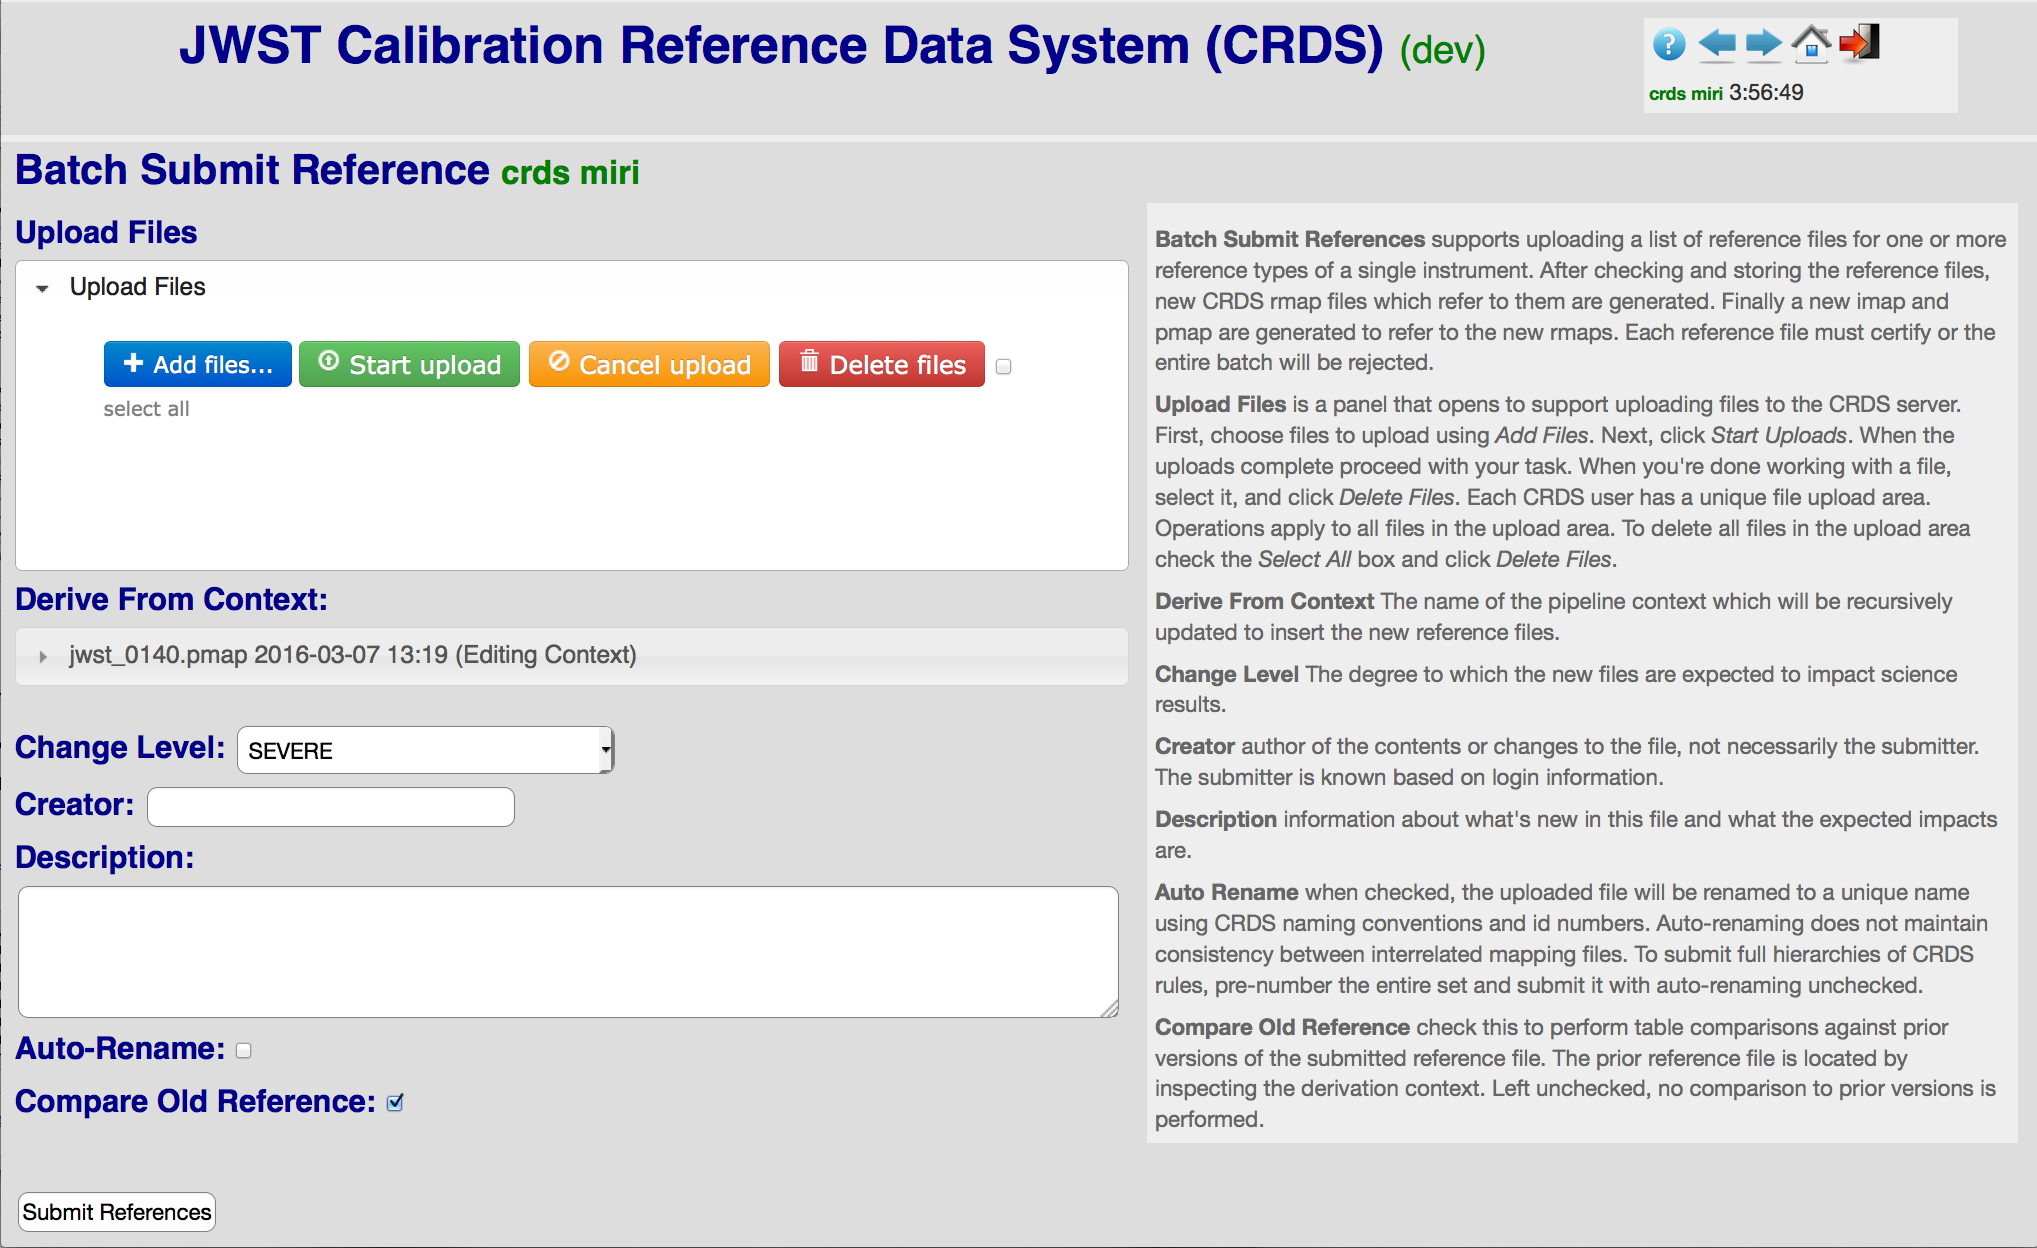 JWST Calibration Reference Data System (CRDS) (dev)
?
crds miri 3:56:49
Batch Submit Reference crds miri
Upload Files
Upload Files
Add files...
Start upload
Cancel upload
Delete files
select all
Derive From Context:
jwst_0140.pmap 2016-03-07 13:19 (Editing Context)
Change Level:
SEVERE
Creator:
Description:
Auto-Rename:
Compare Old Reference:
Submit References
Batch Submit References supports uploading a list of reference files for one or more
reference types of a single instrument. After checking and storing the reference files,
new CRDS rmap files which refer to them are generated. Finally a new imap and
pmap are generated to refer to the new rmaps. Each reference file must certify or the
entire batch will be rejected.
Upload Files is a panel that opens to support uploading files to the CRDS server.
First, choose files to upload using Add Files. Next, click Start Uploads. When the
uploads complete proceed with your task. When you're done working with a file,
select it, and click Delete Files. Each CRDS user has a unique file upload area.
Operations apply to all files in the upload area. To delete all files in the upload area
check the Select All box and click Delete Files.
Derive From Context The name of the pipeline context which will be recursively
updated to insert the new reference files.
Change Level The degree to which the new files are expected to impact science
results.
Creator author of the contents or changes to the file, not necessarily the submitter.
The submitter is known based on login information.
Description information about what's new in this file and what the expected impacts
are.
Auto Rename when checked, the uploaded file will be renamed to a unique name
using CRDS naming conventions and id numbers. Auto-renaming does not maintain
consistency between interrelated mapping files. To submit full hierarchies of CRDS
rules, pre-number the entire set and submit it with auto-renaming unchecked.
Compare Old Reference check this to perform table comparisons against prior
versions of the submitted reference file. The prior reference file is located by
inspecting the derivation context. Left unchecked, no comparison to prior versions is
performed.